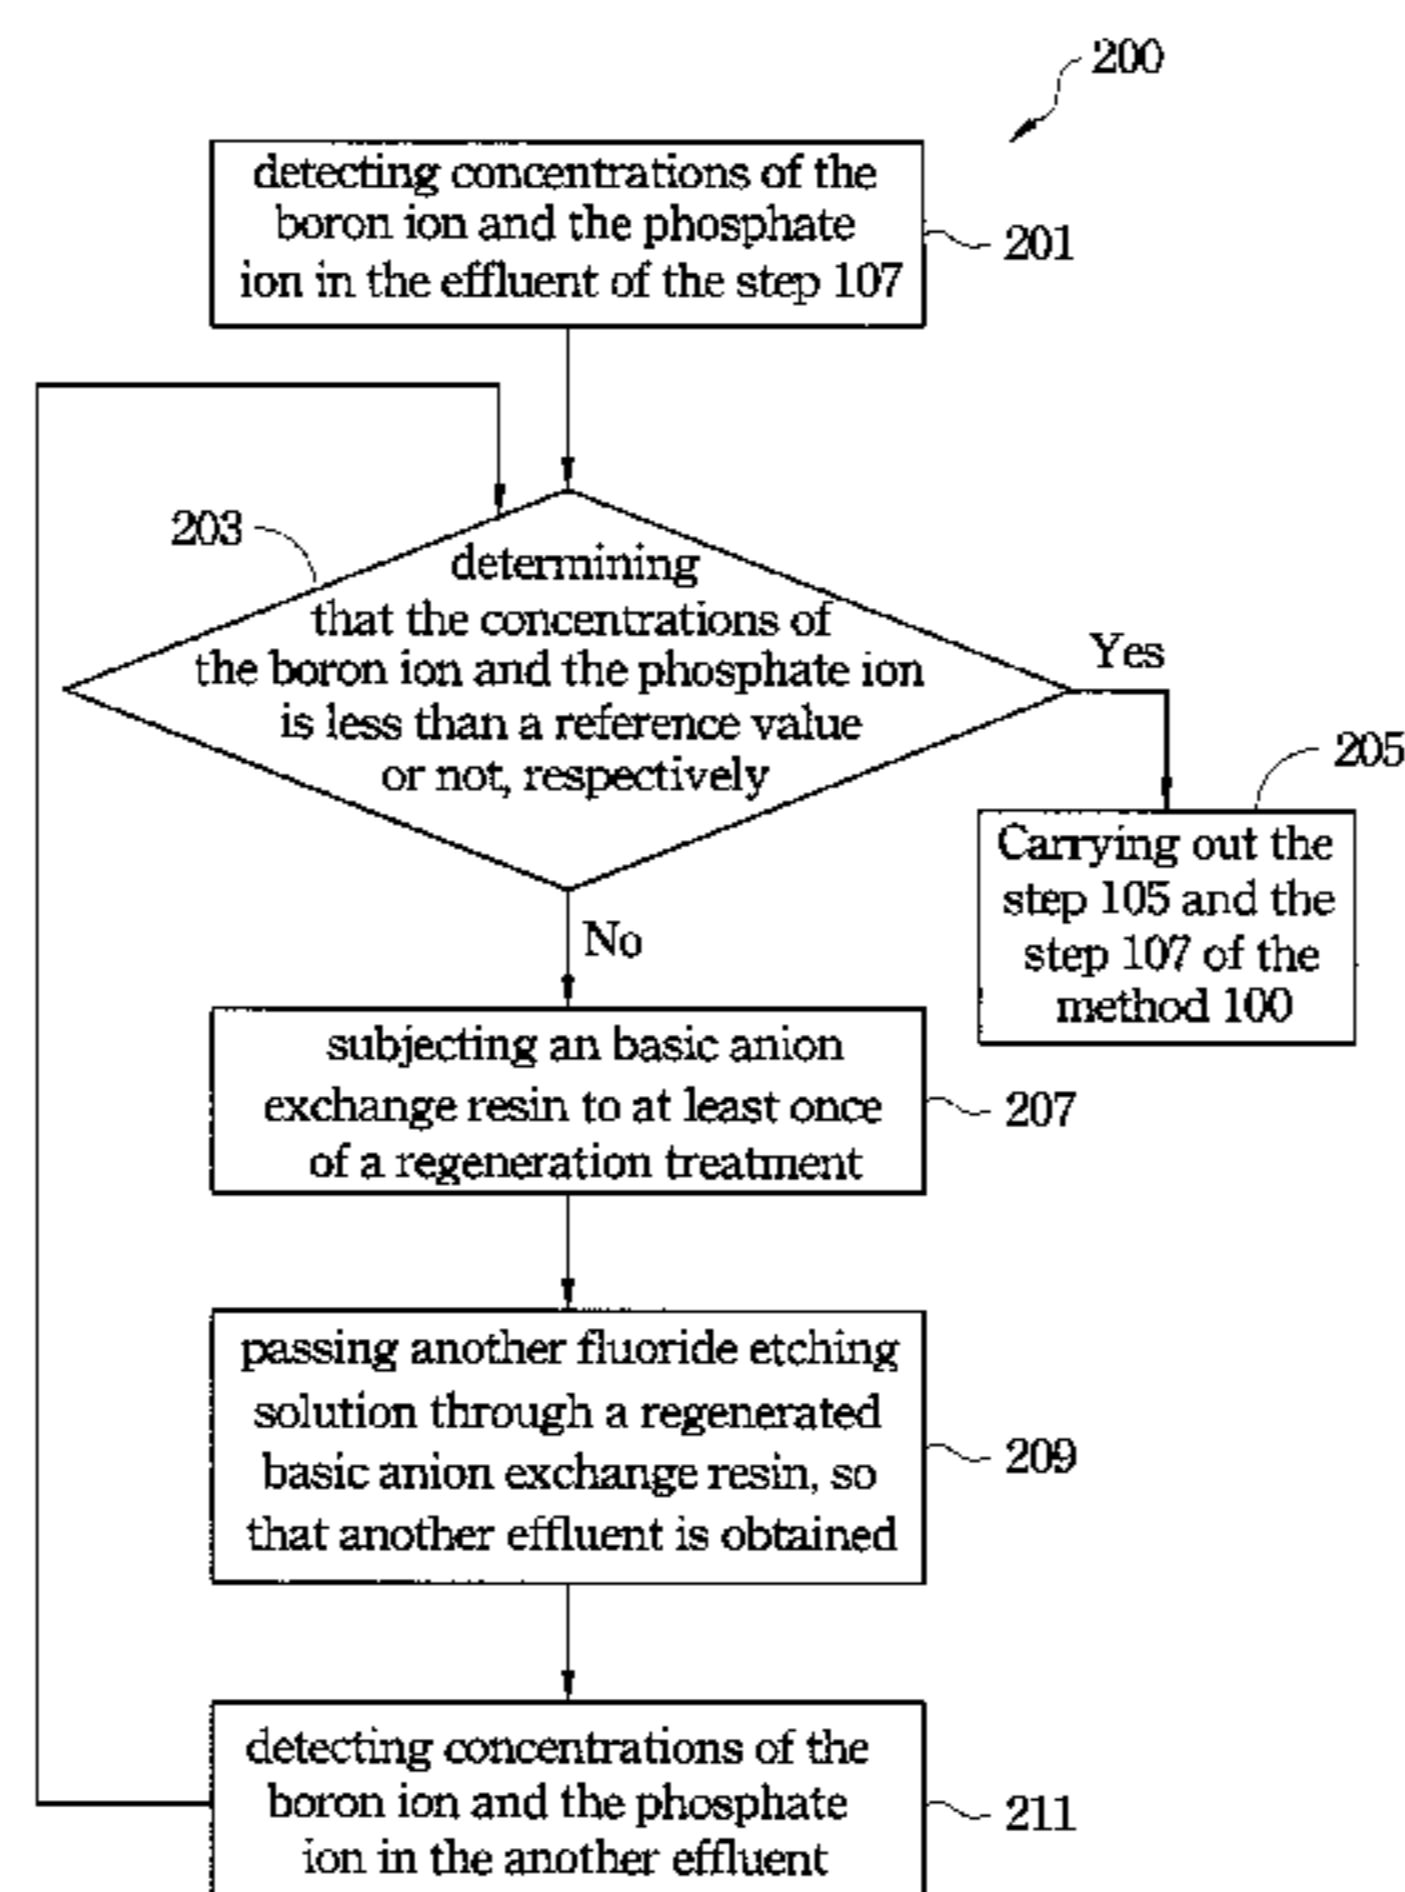 200
detecting concentrations of the
boron ion and the phosphate
ion in the effluent of the step 107
201
203
determining
that the concentrations of
the boron ion and the phosphate ion
is less than a reference value
or not, respectively
Yes
205
Carrying out the
step 105 and the
step 107 of the
method 100
No
subjecting an basic anion
exchange resin to at least once
of a regeneration treatment
207
passing another fluoride etching
solution through a regenerated
basic anion exchange resin, so
that another effluent is obtained
209
detecting concentrations of the
boron ion and the phosphate
ion in the another effluent
211